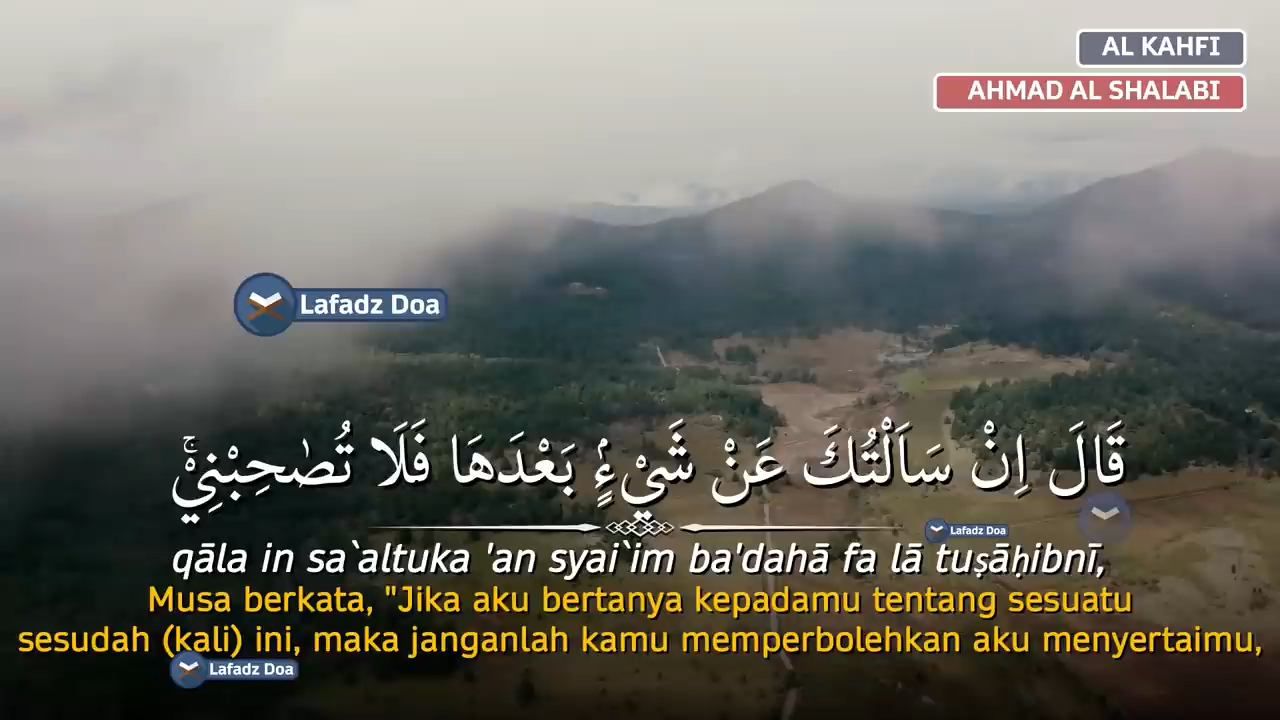 AL KAHFI
AHMAD AL SHALABI
Lafadz Doa
قَالَ اِنْ سَاَلْتُكَ عَنْ شَيْءٍۢ بَعْدَهَا فَلَا تُصٰحِبْنِيْۚ
Lafadz Doa
qāla in sa`altuka 'an syai`im ba'dahā fa lā tuṣāḥibnī,
Musa berkata, "Jika aku bertanya kepadamu tentang sesuatu
sesudah (kali) ini, maka janganlah kamu memperbolehkan aku menyertaimu,
Lafadz Doa